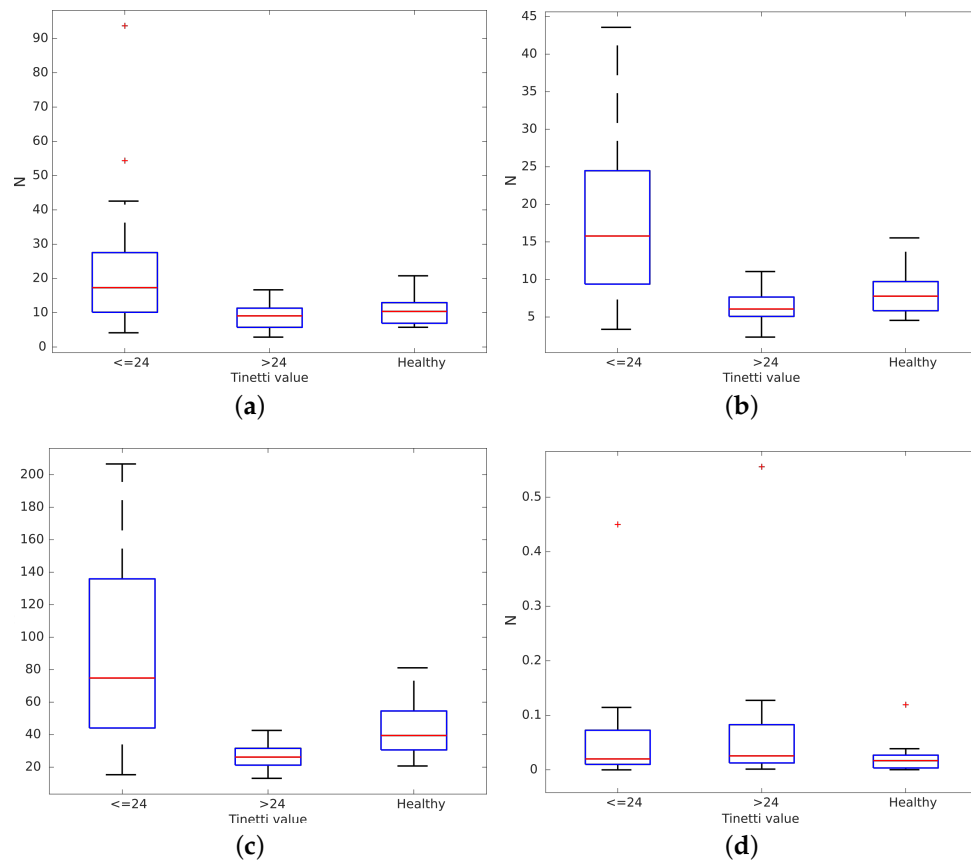 90
80
70
60
50
40
30
20
10
0
N
<=24 >24 Healthy
Tinetti value
(a)
45
40
35
30
25
20
15
10
5
N
<=24 >24 Healthy
Tinetti value
(b)
200
180
160
140
120
100
80
60
40
20
<=24 >24 Healthy
Tinetti value
(c)
0.5
0.4
0.3
0.2
0.1
0
N
<=24 >24 Healthy
Tinetti value
(d)